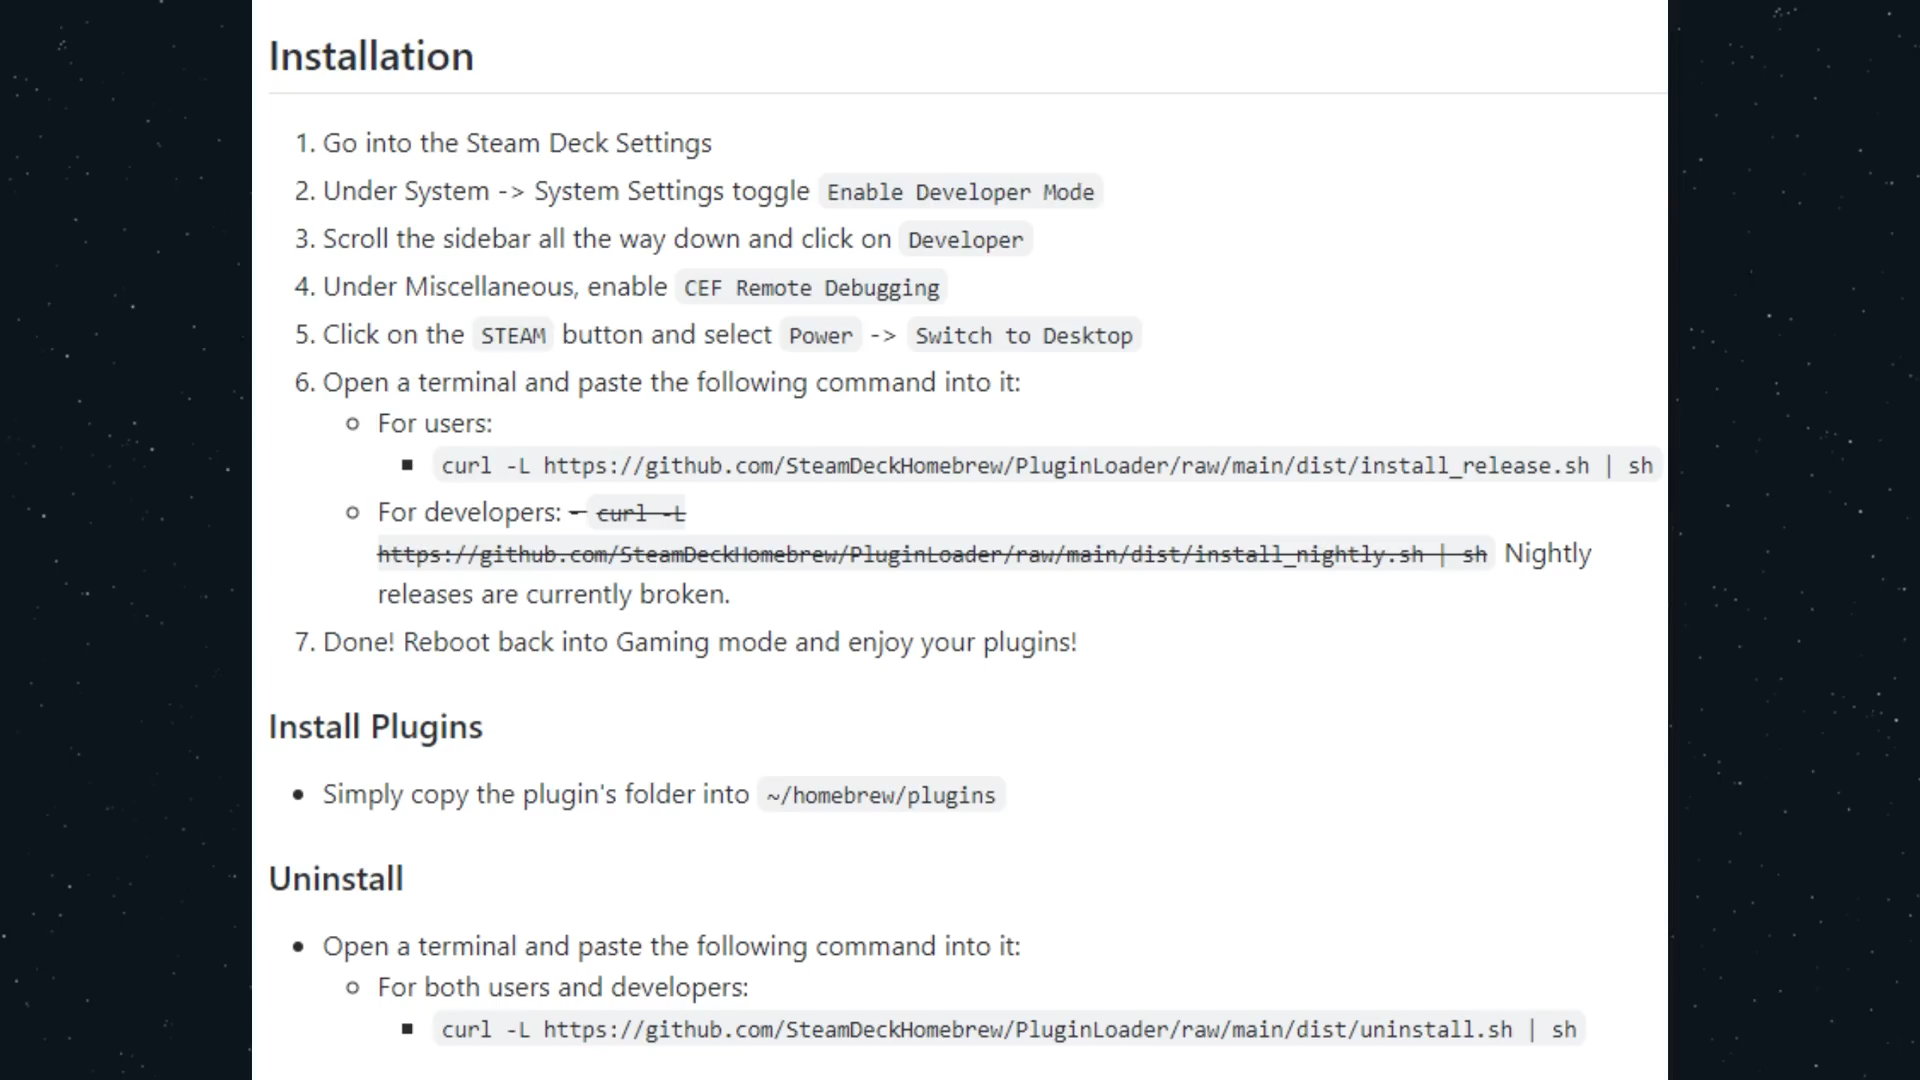 Installation
1. Go into the Steam Deck Settings
2. Under System -> System Settings toggle Enable Developer Mode
3. Scroll the sidebar all the way down and click on Developer
4. Under Miscellaneous, enable CEF Remote Debugging
5. Click on the STEAM button and select Power -> Switch to Desktop
6. Open a terminal and paste the following command into it:
For users:
curl -L https://github.com/SteamDeckHomebrew/PluginLoader/raw/main/dist/install_release.sh | sh
For developers: - curl -L
https://github.com/SteamDeckHomebrew/PluginLoader/raw/main/dist/install_nightly.sh | sh Nightly
releases are currently broken.
7. Done! Reboot back into Gaming mode and enjoy your plugins!
Install Plugins
Simply copy the plugin's folder into ~/homebrew/plugins
Uninstall
Open a terminal and paste the following command into it:
For both users and developers:
curl -L https://github.com/SteamDeckHomebrew/PluginLoader/raw/main/dist/uninstall.sh | sh